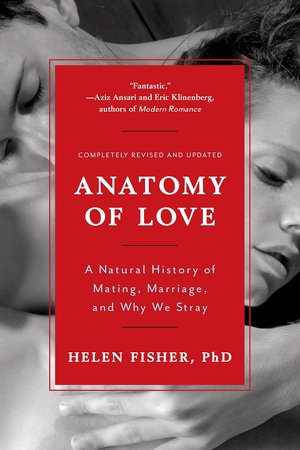 “Fantastic.”
—Aziz Ansari and Eric Klinenberg,
authors of Modern Romance
COMPLETELY REVISED AND UPDATED
ANATOMY
OF LOVE
A Natural History of
Mating, Marriage,
and Why We Stray
HELEN FISHER, PhD